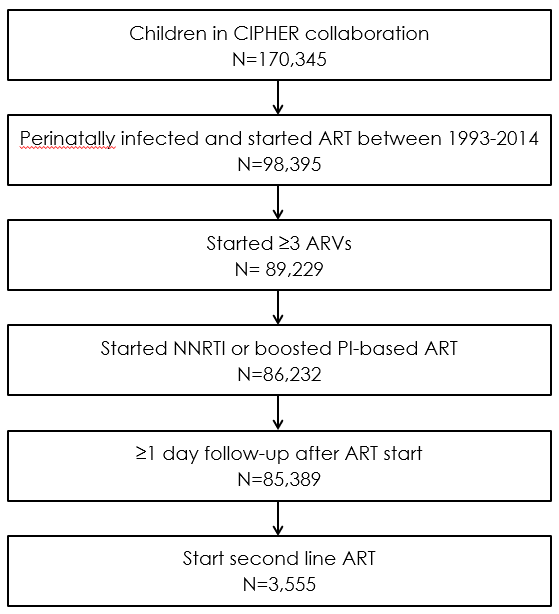 Children in CIPHER collaboration
N=170,345
Perinatally infected and started ART between 1993-2014
N=98,395
Started ≥3 ARVs
N= 89,229
Started NNRTI or boosted PI-based ART
N=86,232
≥1 day follow-up after ART start
N=85,389
Start second line ART
N=3,555